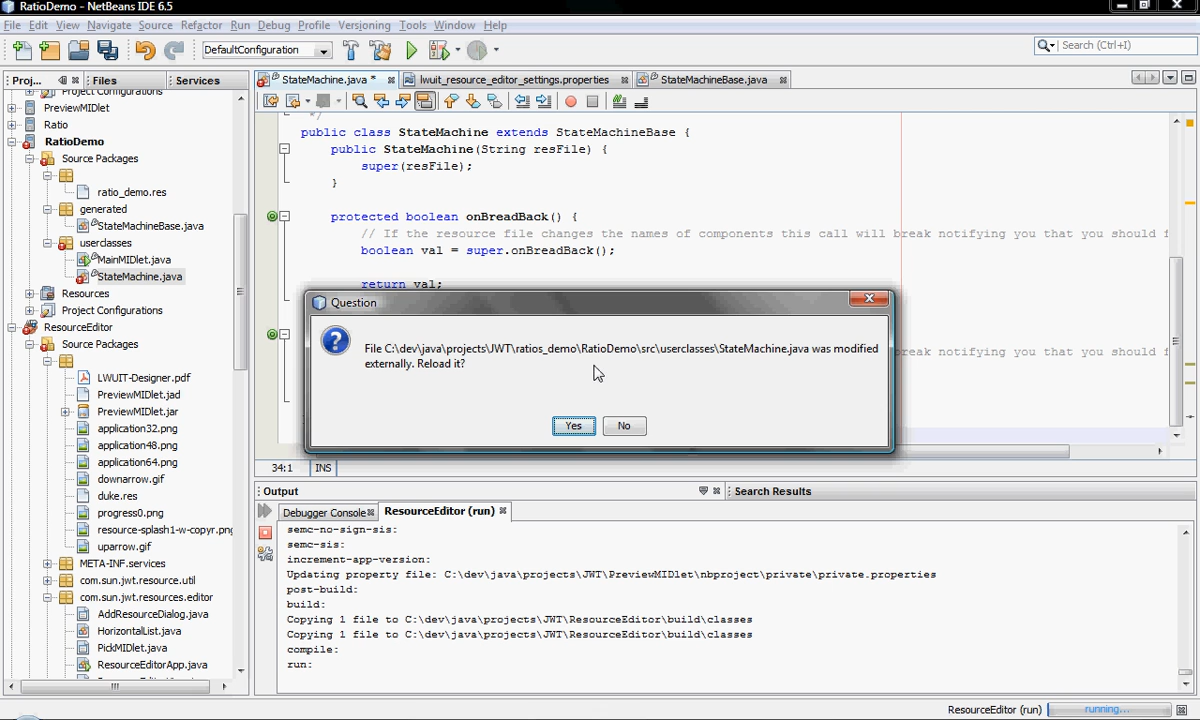 RatioDemo - NetBeans IDE 6.5
File Edit View Navigate Source Refactor Run Debug Profile Versioning Tools Window Help
DefaultConfiguration
Search (Ctrl+I)
Proj...
Files
Services
Project Configurations
PreviewMIDlet
Ratio
RatioDemo
Source Packages
ratio_demo.res
generated
StateMachineBase.java
userclasses
MainMIDlet.java
StateMachine.java
Resources
Project Configurations
ResourceEditor
Source Packages
LWUIT-Designer.pdf
PreviewMIDlet.jad
PreviewMIDlet.jar
application32.png
application48.png
application64.png
downarrow.gif
duke.res
progress0.png
resource-splash1-w-copyr.png
uparrow.gif
META-INF.services
com.sun.jwt.resource.util
com.sun.jwt.resources.editor
AddResourceDialog.java
HorizontalList.java
PickMIDlet.java
ResourceEditorApp.java
StateMachine.java *
lwuit_resource_editor_settings.properties
StateMachineBase.java
*/
public class StateMachine extends StateMachineBase {
public StateMachine(String resFile) {
super(resFile);
}
protected boolean onBreadBack() {
// If the resource file changes the names of components this call will break notifying you that you should f
boolean val = super.onBreadBack();
return val;
break notifying you that you should f
Question
File C:\dev\java\projects\JWT\ratios_demo\RatioDemo\src\userclasses\StateMachine.java was modified
externally. Reload it?
Yes
No
34:1
INS
Output
Search Results
Debugger Console
ResourceEditor (run)
semc-no-sign-sis:
semc-sis:
increment-app-version:
Updating property file: C:\dev\java\projects\JWT\PreviewMIDlet\nbproject\private\private.properties
post-build:
build:
Copying 1 file to C:\dev\java\projects\JWT\ResourceEditor\build\classes
Copying 1 file to C:\dev\java\projects\JWT\ResourceEditor\build\classes
compile:
run:
ResourceEditor (run)
running...